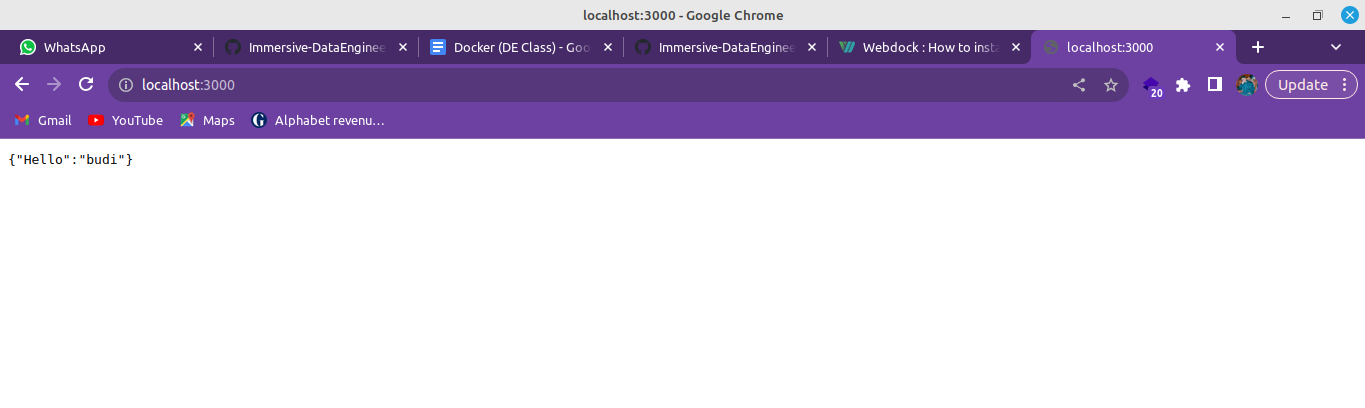 localhost:3000 - Google Chrome
WhatsApp
Immersive-DataEnginee
Docker (DE Class) - Goo
Immersive-DataEnginee
Webdock : How to insta
localhost:3000
localhost:3000
20
Update
Gmail
YouTube
Maps
G
Alphabet revenu…
{"Hello":"budi"}